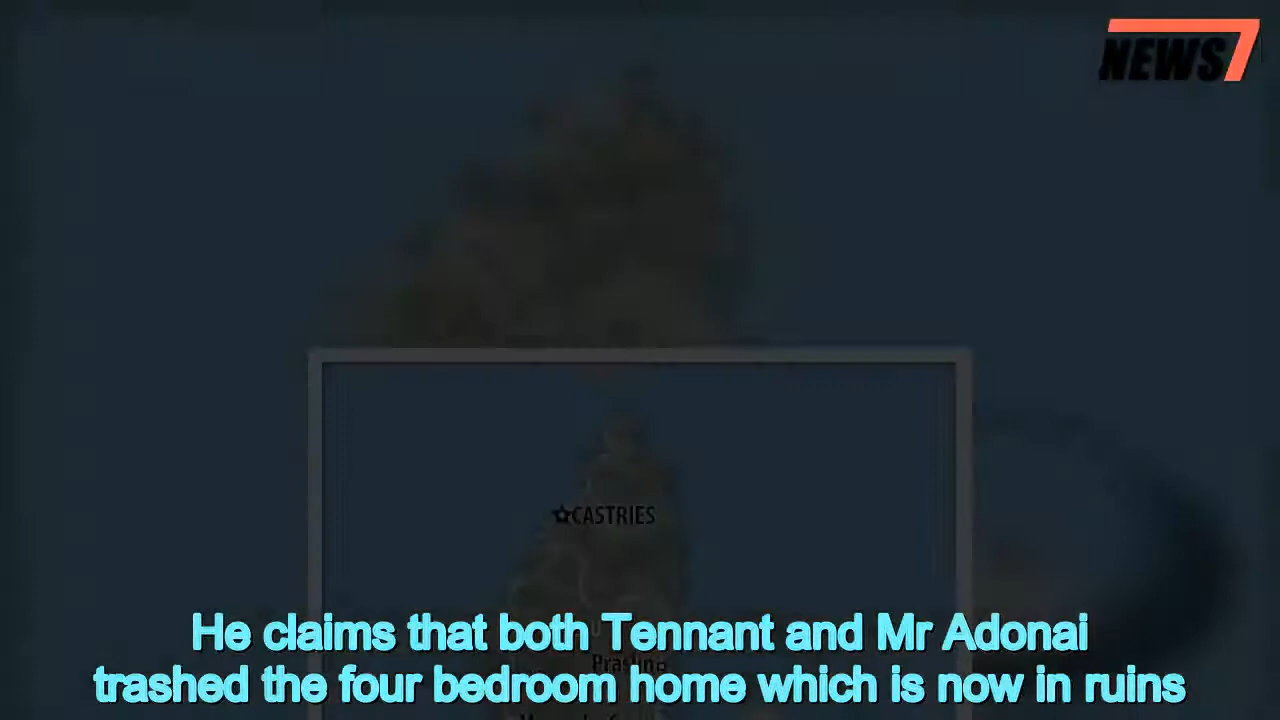 NEWS7
✩CASTRIES
He claims that both Tennant and Mr Adonai
Praslin
trashed the four bedroom home which is now in ruins